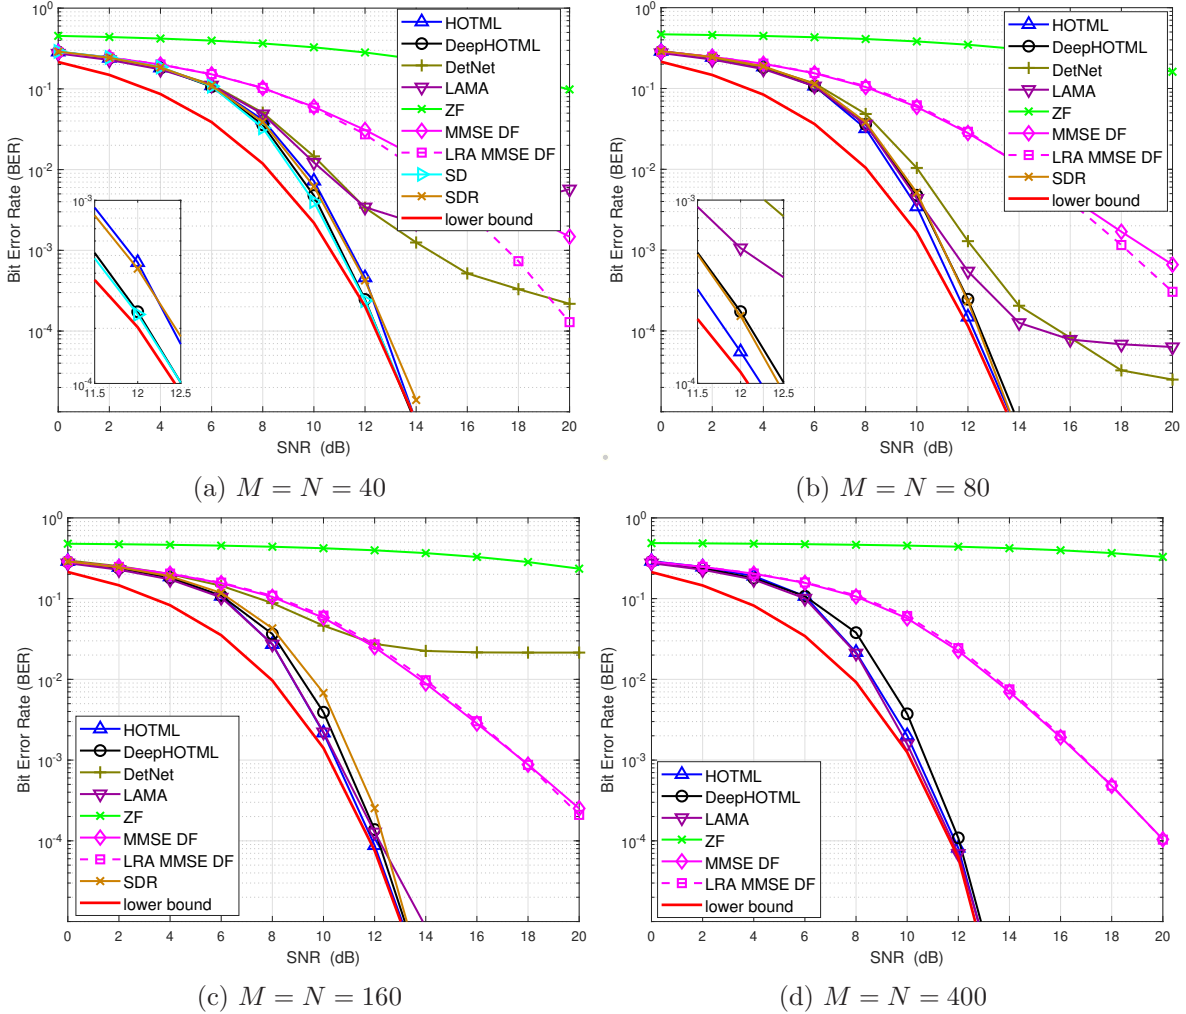 10^0
10^-1
10^-2
10^-3
10^-4
Bit Error Rate (BER)
0 2 4 6 8 10 12 14 16 18 20
SNR (dB)
HOTML
DeepHOTML
DetNet
LAMA
ZF
MMSE DF
LRA MMSE DF
SD
SDR
lower bound
10^-3
10^-4
11.5 12 12.5
(a) M = N = 40
10^0
10^-1
10^-2
10^-3
10^-4
Bit Error Rate (BER)
0 2 4 6 8 10 12 14 16 18 20
SNR (dB)
HOTML
DeepHOTML
DetNet
LAMA
ZF
MMSE DF
LRA MMSE DF
SDR
lower bound
10^-3
10^-4
11.5 12 12.5
(b) M = N = 80
10^0
10^-1
10^-2
10^-3
10^-4
Bit Error Rate (BER)
0 2 4 6 8 10 12 14 16 18 20
SNR (dB)
HOTML
DeepHOTML
DetNet
LAMA
ZF
MMSE DF
LRA MMSE DF
SDR
lower bound
(c) M = N = 160
10^0
10^-1
10^-2
10^-3
10^-4
Bit Error Rate (BER)
0 2 4 6 8 10 12 14 16 18 20
SNR (dB)
HOTML
DeepHOTML
LAMA
ZF
MMSE DF
LRA MMSE DF
lower bound
(d) M = N = 400